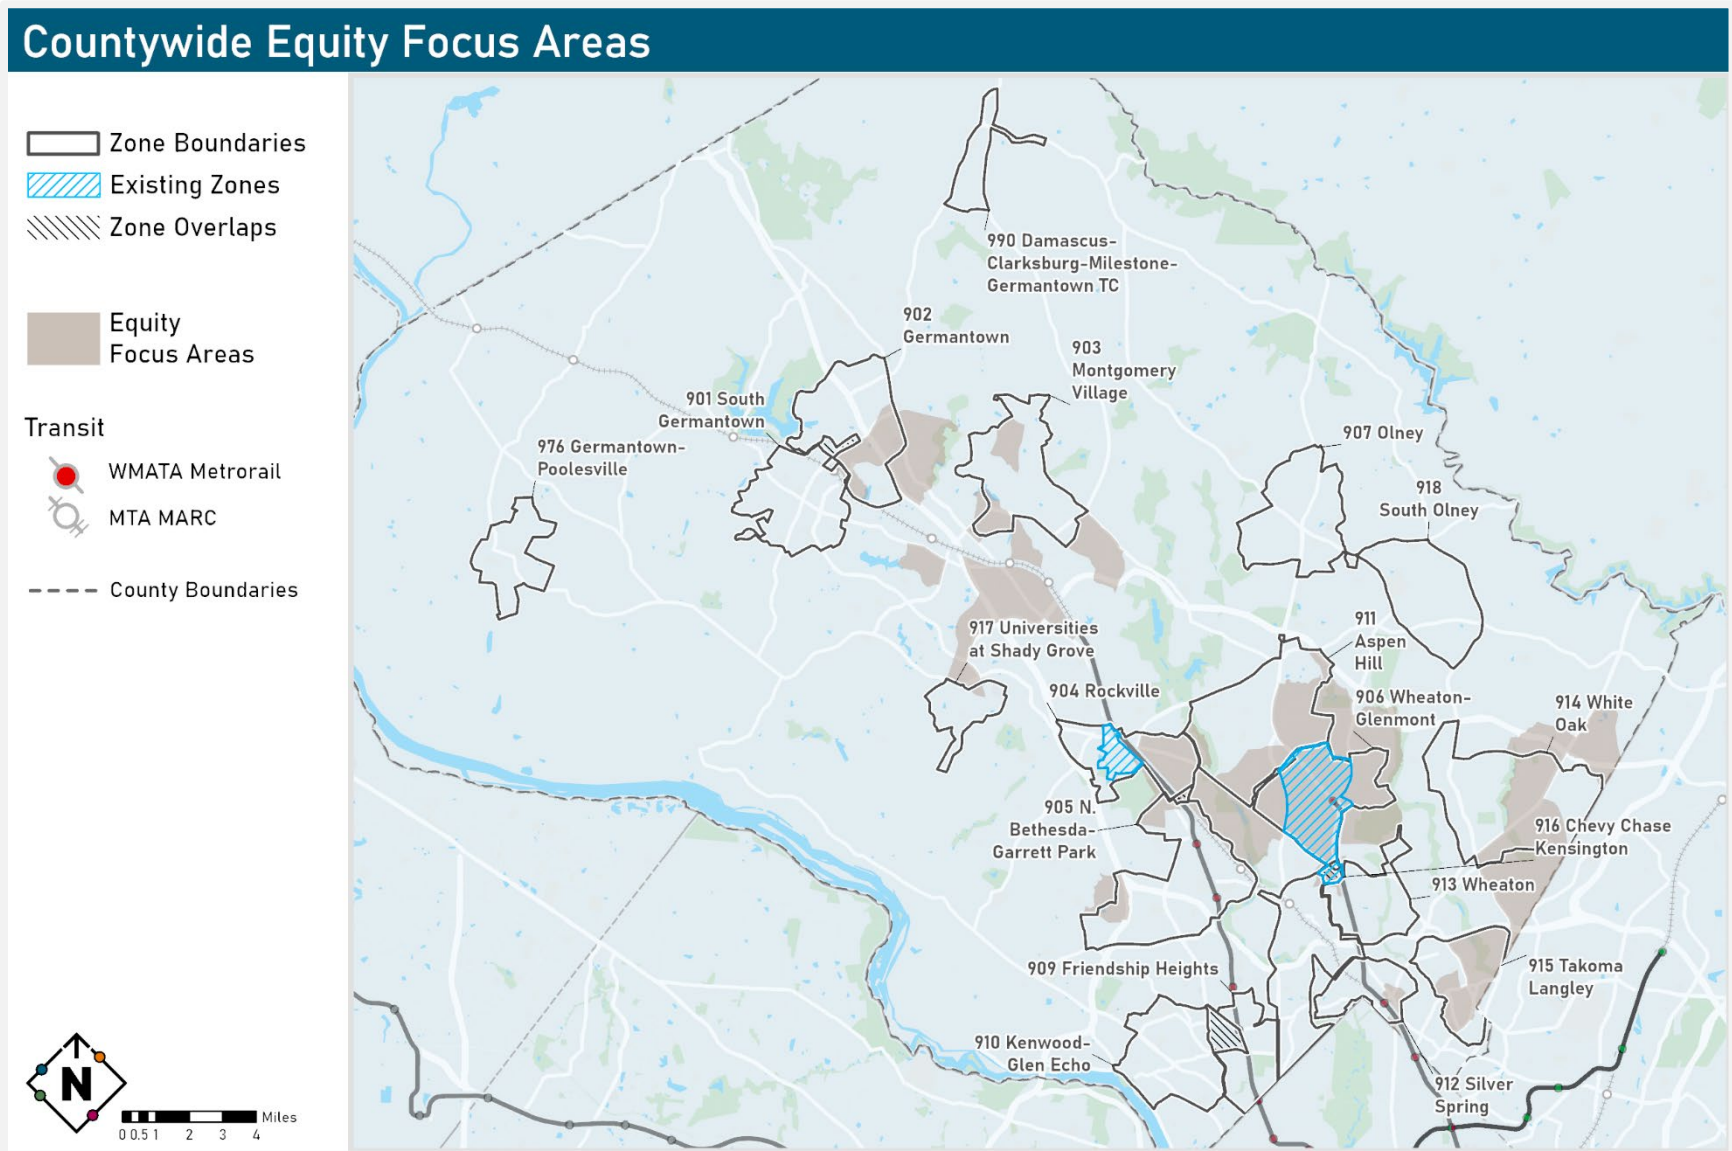 Countywide Equity Focus Areas
Zone Boundaries
Existing Zones
Zone Overlaps
Equity
Focus Areas
Transit
WMATA Metrorail
MTA MARC
County Boundaries
N
Miles
0 0.5 1 2 3 4
990 Damascus-
Clarksburg-Milestone-
Germantown TC
902
Germantown
903
Montgomery
Village
901 South
Germantown
976 Germantown-
Poolesville
907 Olney
918
South Olney
917 Universities
at Shady Grove
911
Aspen
Hill
904 Rockville
906 Wheaton-
Glenmont
914 White
Oak
905 N.
Bethesda-
Garrett Park
916 Chevy Chase
Kensington
913 Wheaton
909 Friendship Heights
915 Takoma
Langley
910 Kenwood-
Glen Echo
912 Silver
Spring